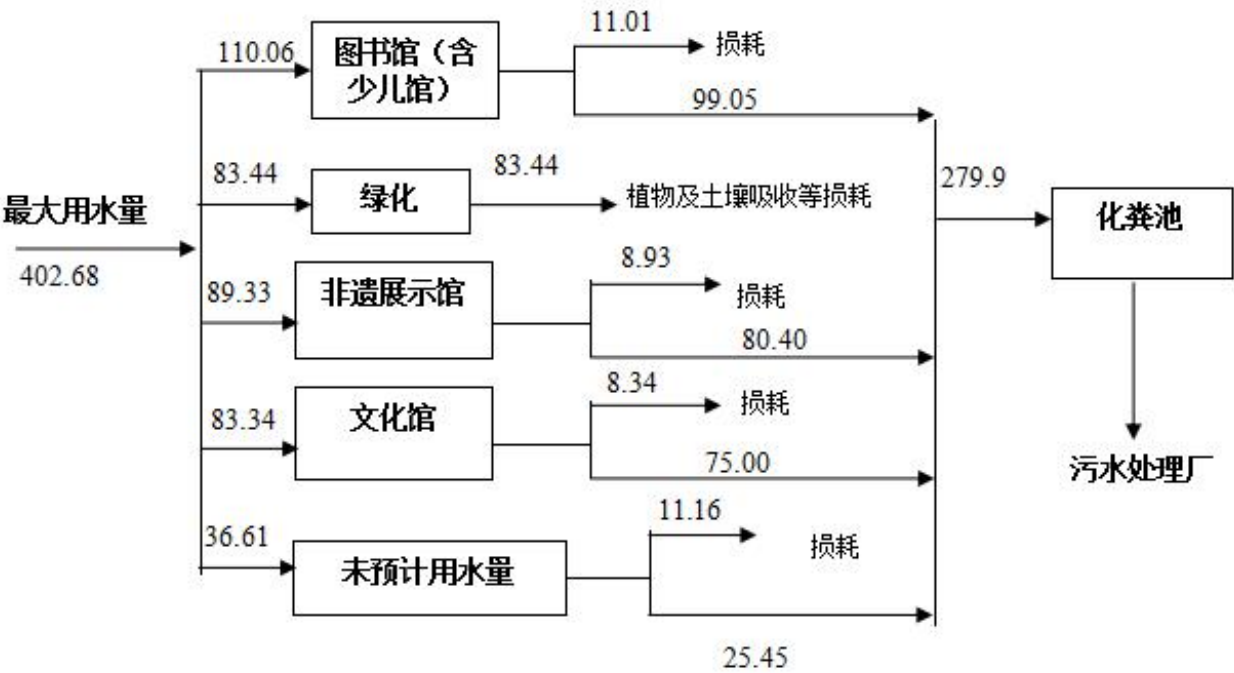 11.01
损耗
110.06
图书馆（含
少儿馆）
99.05
83.44
绿化
83.44
植物及土壤吸收等损耗
279.9
化粪池
最大用水量
402.68
89.33
非遗展示馆
8.93
损耗
80.40
83.34
文化馆
8.34
损耗
75.00
污水处理厂
36.61
未预计用水量
11.16
损耗
25.45